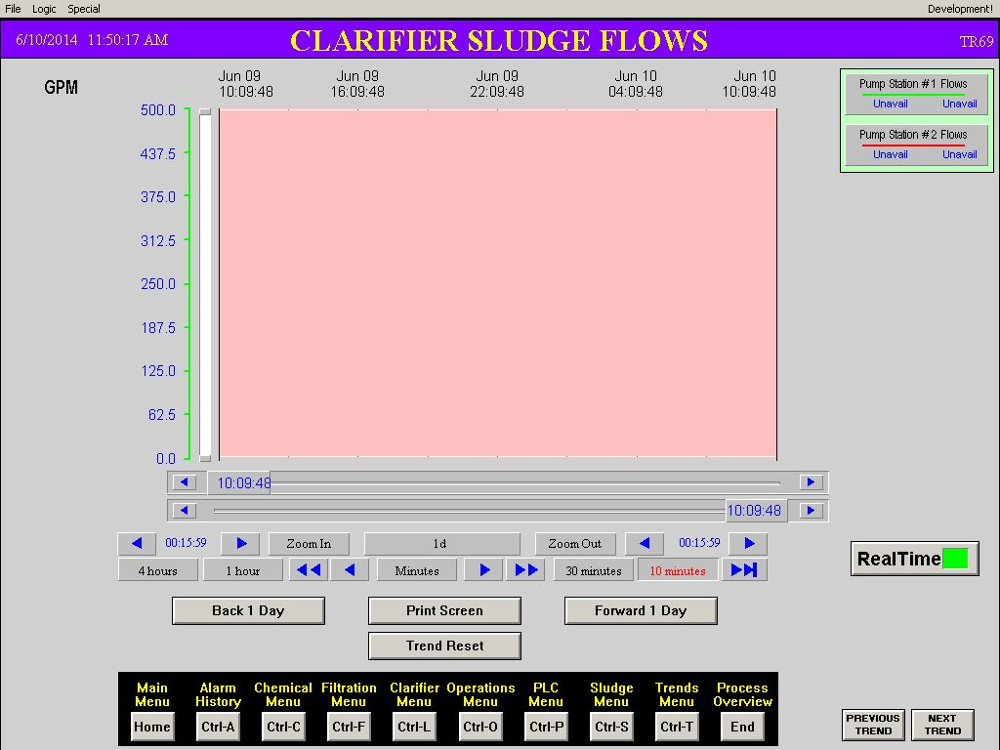 File Logic Special Development!
6/10/2014 11:50:17 AM CLARIFIER SLUDGE FLOWS TR69
GPM
Jun 09 Jun 09 Jun 09 Jun 10 Jun 10
10:09:48 16:09:48 22:09:48 04:09:48 10:09:48
500.0
437.5
375.0
312.5
250.0
187.5
125.0
62.5
0.0
Pump Station #1 Flows
Unavail Unavail
Pump Station #2 Flows
Unavail Unavail
10:09:48
10:09:48
00:15:59 Zoom In 1d Zoom Out 00:15:59
4 hours 1 hour Minutes 30 minutes 10 minutes
RealTime
Back 1 Day Print Screen Forward 1 Day
Trend Reset
Main Alarm Chemical Filtration Clarifier Operations PLC Sludge Trends Process
Menu History Menu Menu Menu Menu Menu Menu Menu Overview
Home Ctrl-A Ctrl-C Ctrl-F Ctrl-L Ctrl-O Ctrl-P Ctrl-S Ctrl-T End
PREVIOUS NEXT
TREND TREND